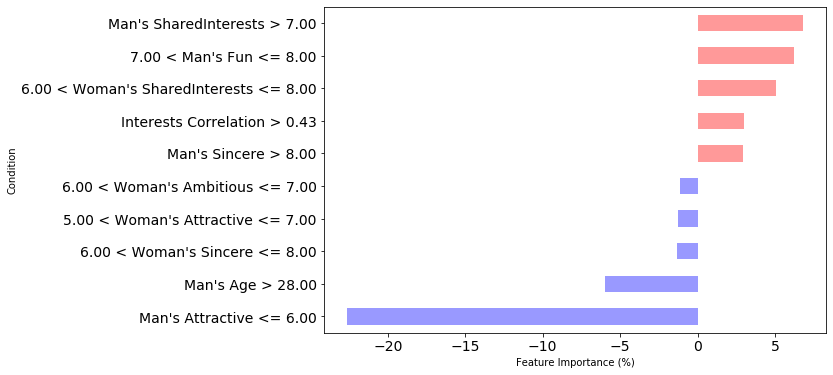 Man's SharedInterests > 7.00
7.00 < Man's Fun <= 8.00
6.00 < Woman's SharedInterests <= 8.00
Interests Correlation > 0.43
Man's Sincere > 8.00
6.00 < Woman's Ambitious <= 7.00
5.00 < Woman's Attractive <= 7.00
6.00 < Woman's Sincere <= 8.00
Man's Age > 28.00
Man's Attractive <= 6.00
Condition
−20 −15 −10 −5 0 5
Feature Importance (%)